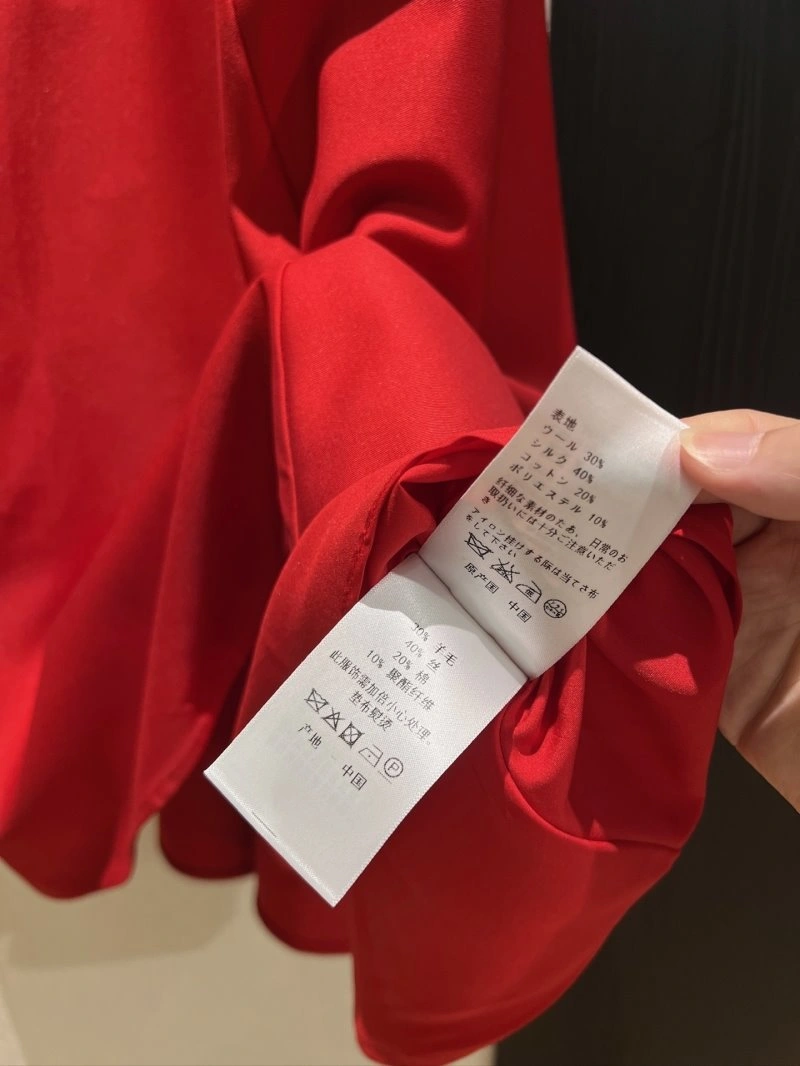 表地
ウール 30%
シルク 40%
コットン 20%
ポリエステル 10%
繊細な素材のため、日常のお
取扱いには十分ご注意いただ
き
アイロン掛けする際は当てさ布
をして下さい
原产国 中国
30% 羊毛
40% 丝
20% 棉
10% 聚酯纤维
此服饰需加倍小心处理。
垫布熨烫
P
产地 中国